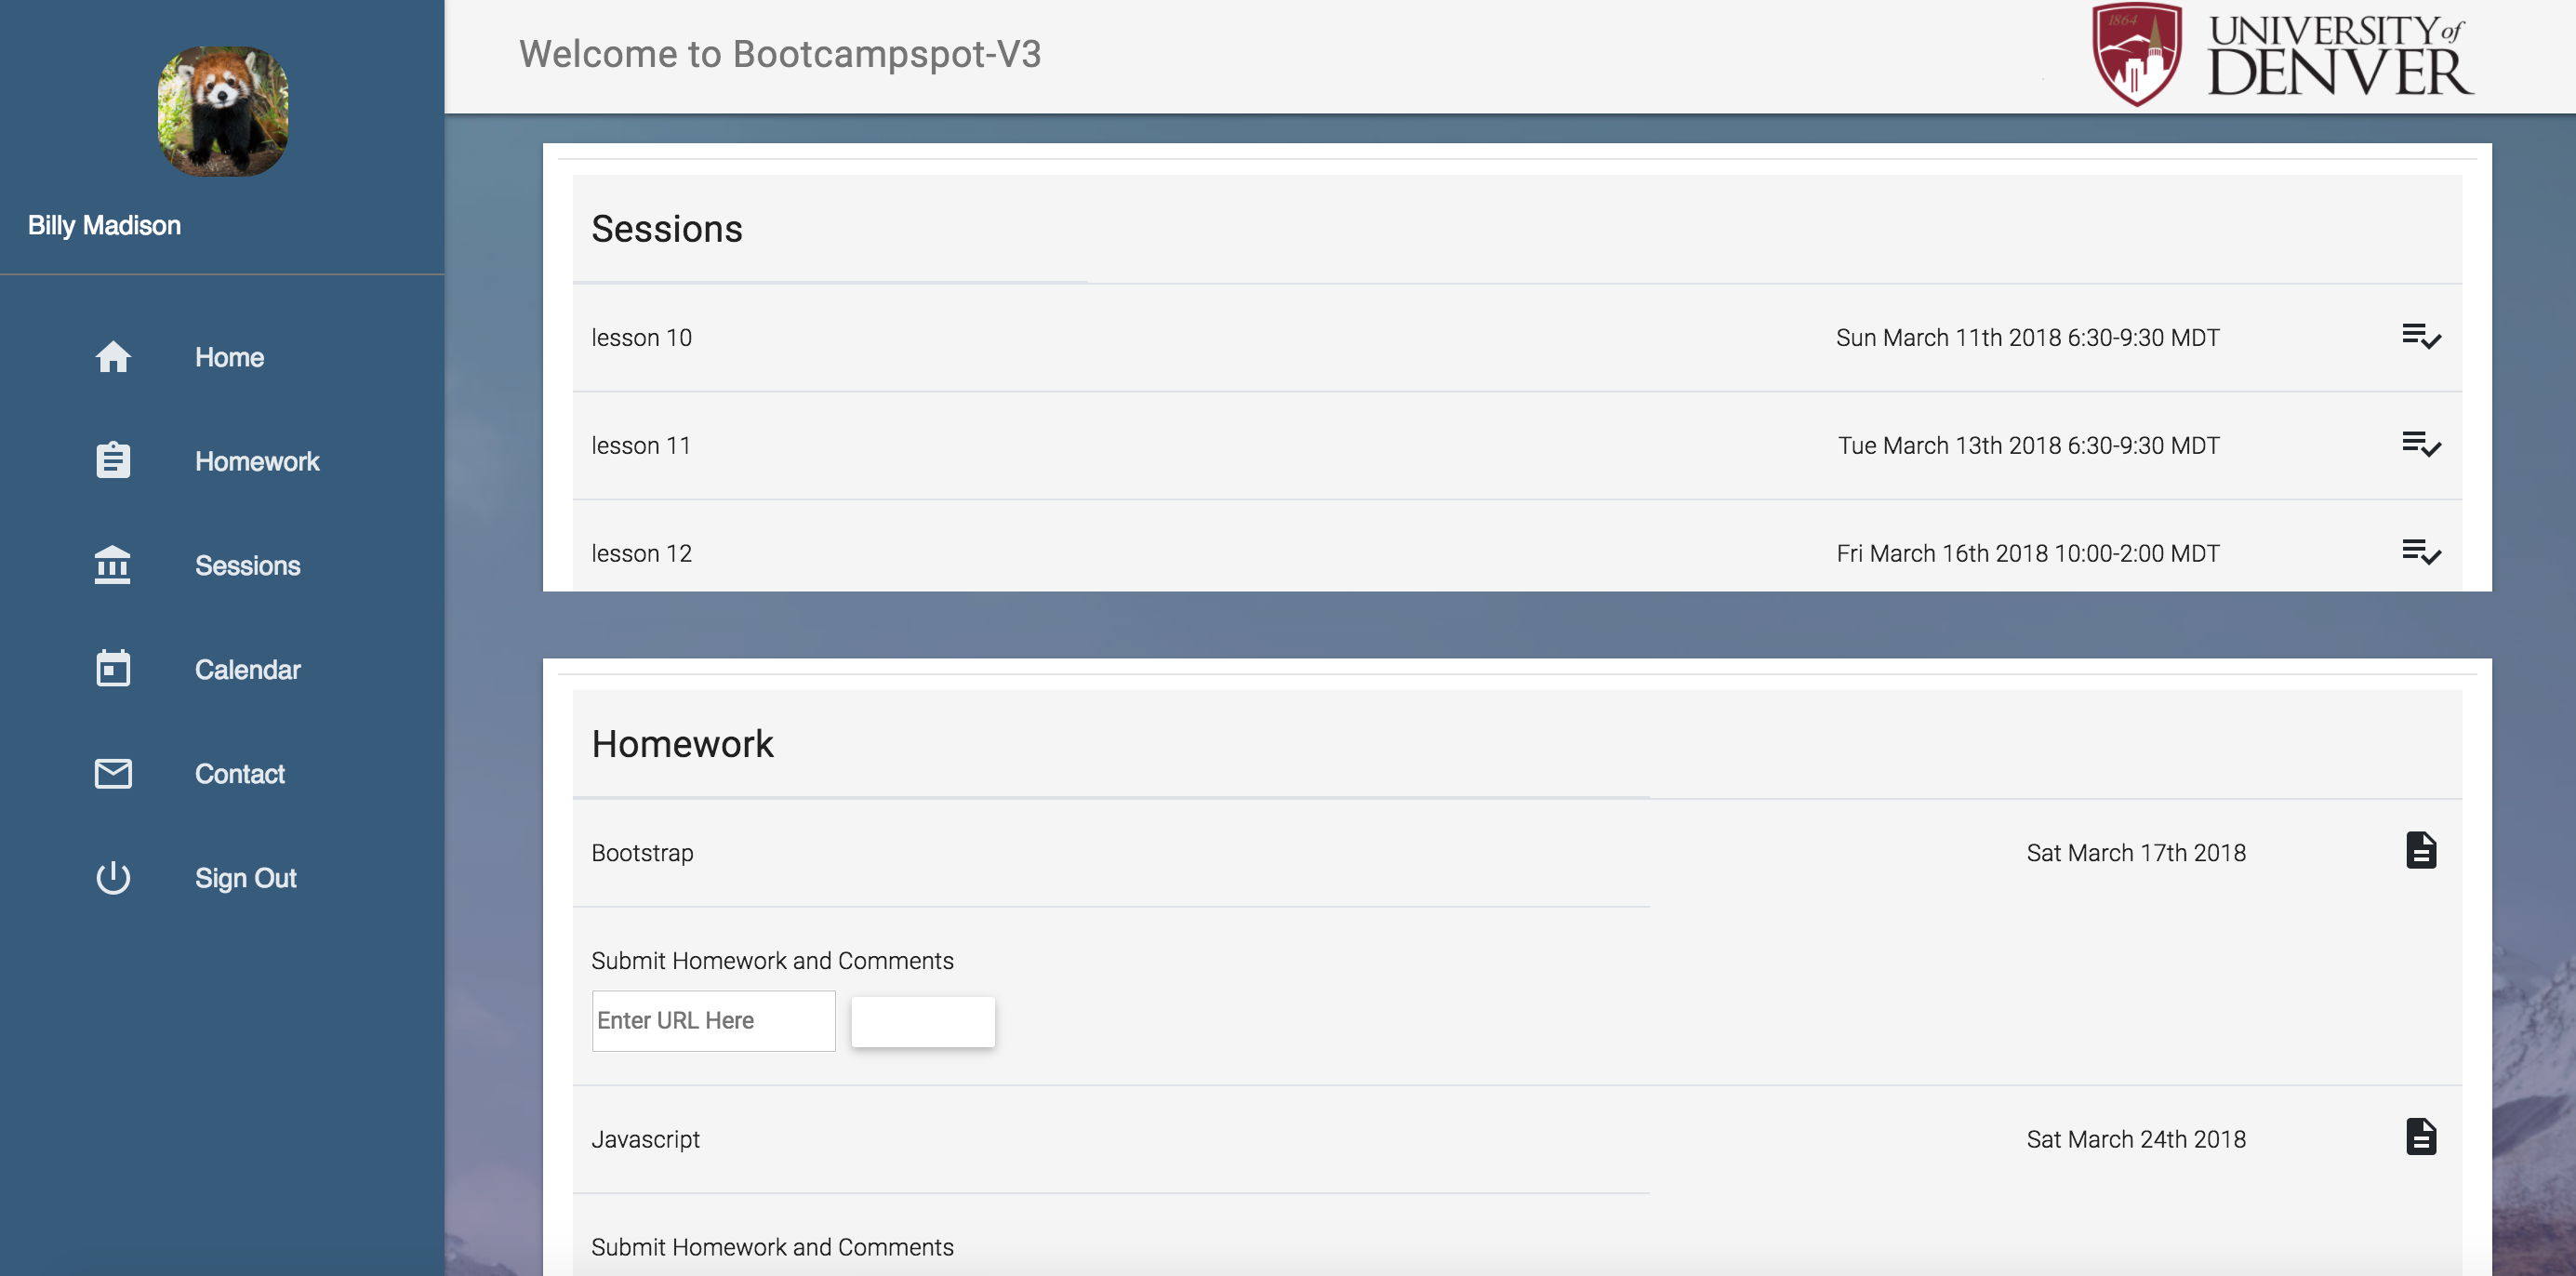 Billy Madison
Home
Homework
Sessions
Calendar
Contact
Sign Out
Welcome to Bootcampspot-V3
1864
UNIVERSITY of
DENVER
Sessions
lesson 10 Sun March 11th 2018 6:30-9:30 MDT
lesson 11 Tue March 13th 2018 6:30-9:30 MDT
lesson 12 Fri March 16th 2018 10:00-2:00 MDT
Homework
Bootstrap Sat March 17th 2018
Submit Homework and Comments
Enter URL Here
Javascript Sat March 24th 2018
Submit Homework and Comments